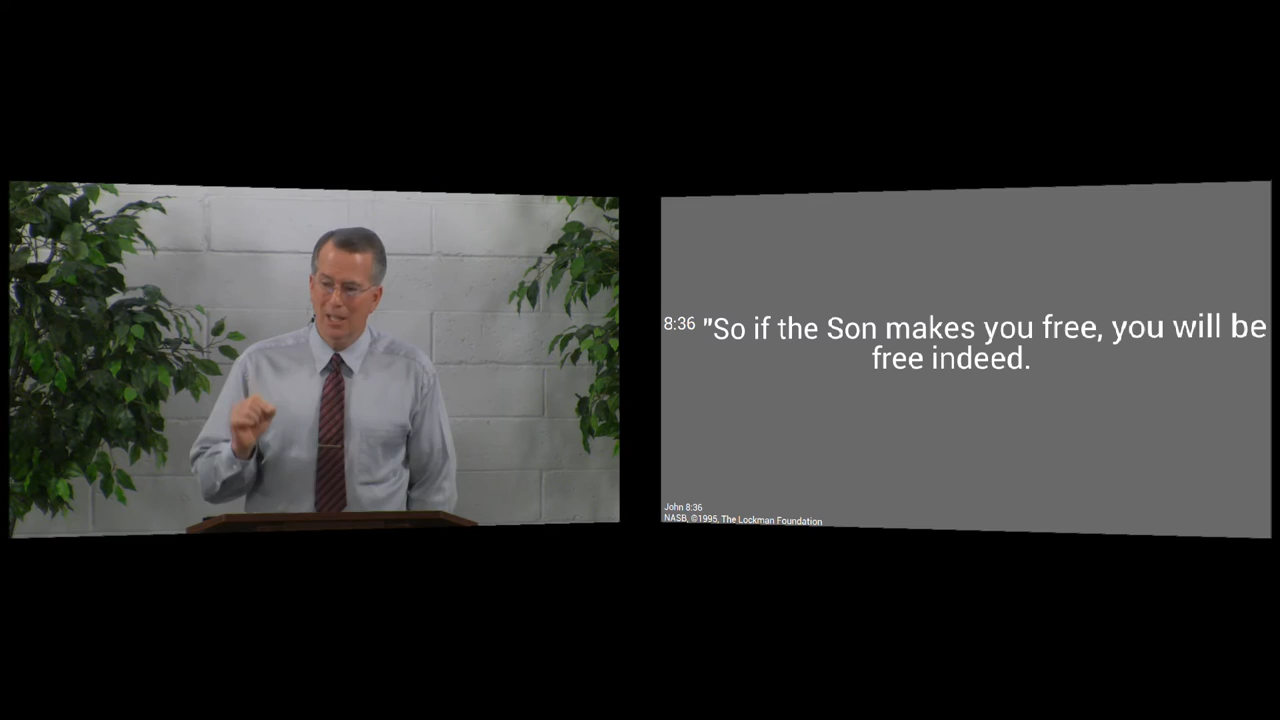 8:36 "So if the Son makes you free, you will be
free indeed.
John 8:36
NASB, ©1995, The Lockman Foundation